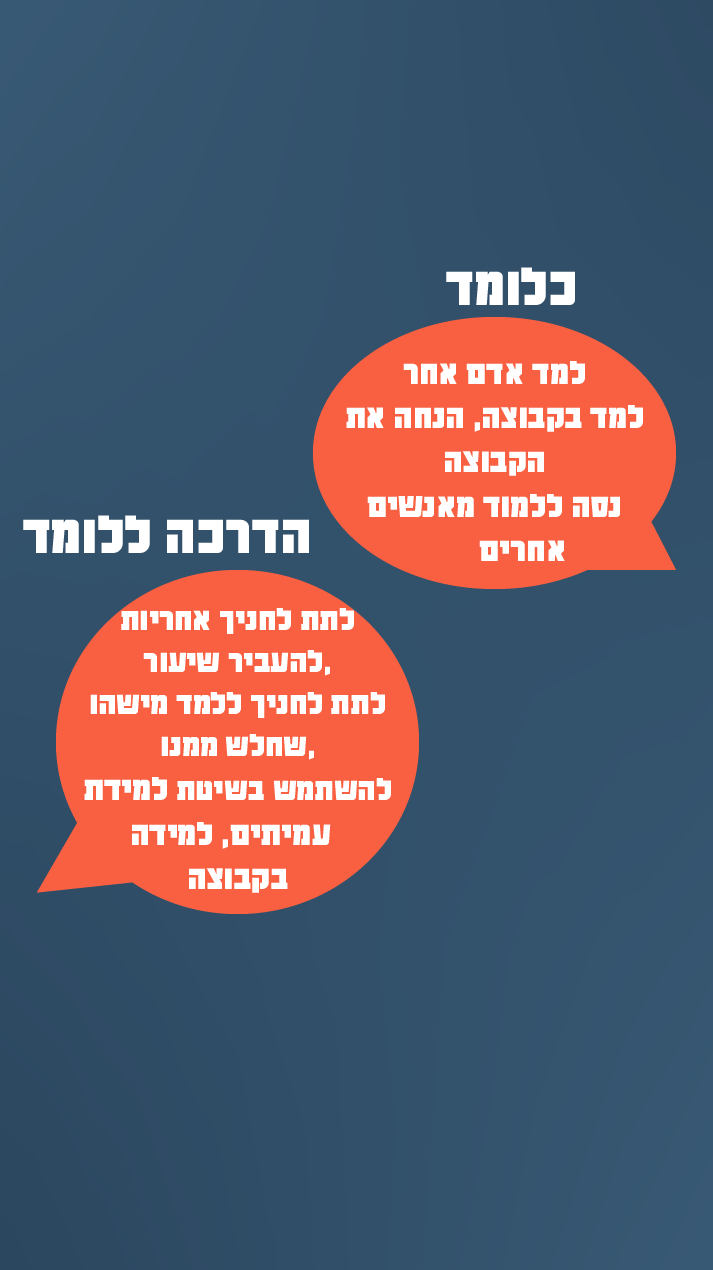 כלומד
למד אדם אחר
למד בקבוצה, הנחה את
הקבוצה
נסה ללמוד מאנשים
אחרים
הדרכה ללומד
לתת לחניך אחריות
להעביר שיעור,
לתת לחניך ללמד מישהו
שחלש ממנו,
להשתמש בשיטת למידת
עמיתים, למידה
בקבוצה